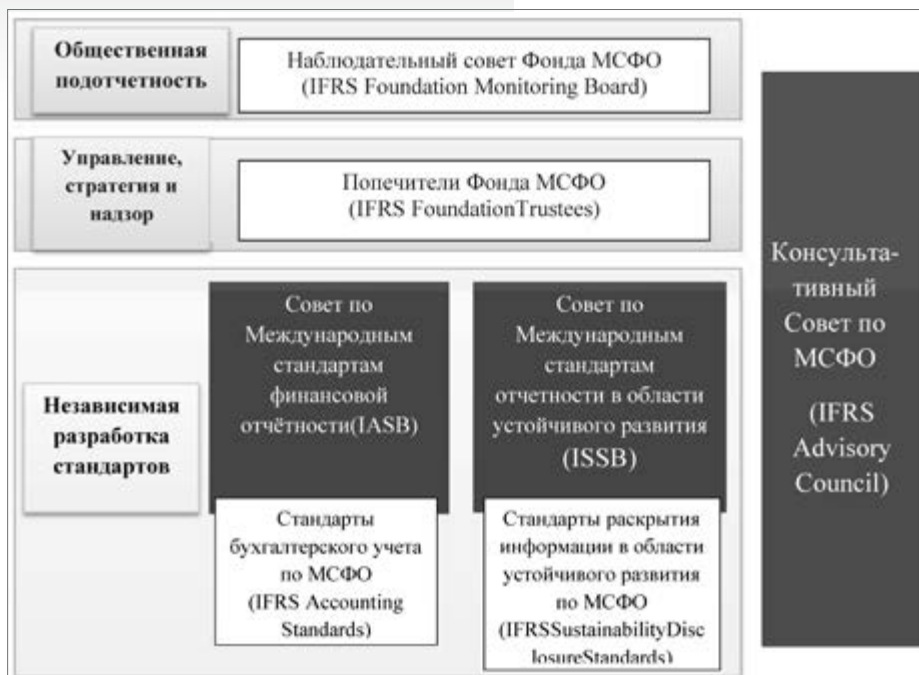 Общественная
подотчетность
Наблюдательный совет Фонда МСФО
(IFRS Foundation Monitoring Board)
Управление,
стратегия и
надзор
Попечители Фонда МСФО
(IFRS FoundationTrustees)
Независимая
разработка
стандартов
Совет по
Международным
стандартам
финансовой
отчётности(IASB)
Стандарты
бухгалтерского учета
по МСФО
(IFRS Accounting
Standards)
Совет по
Международным
стандартам
отчетности в области
устойчивого развития
(ISSB)
Стандарты раскрытия
информации в области
устойчивого развития
по МСФО
(IFRSSustainabilityDisc
losureStandards)
Консульта-
тивный
Совет по
МСФО
(IFRS
Advisory
Council)